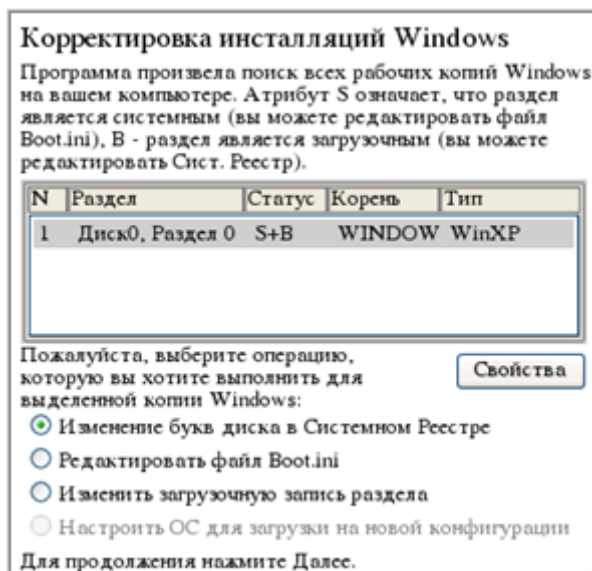 Корректировка инсталляций Windows
Программа произвела поиск всех рабочих копий Windows
на вашем компьютере. Атрибут S означает, что раздел
является системным (вы можете редактировать файл
Boot.ini), B - раздел является загрузочным (вы можете
редактировать Сист. Реестр).
N Раздел Статус Корень Тип
1 Диск0, Раздел 0 S+B WINDOW WinXP
Пожалуйста, выберите операцию,
которую вы хотите выполнить для
выделенной копии Windows:
Свойства
Изменение букв диска в Системном Реестре
Редактировать файл Boot.ini
Изменить загрузочную запись раздела
Настроить ОС для загрузки на новой конфигурации
Для продолжения нажмите Далее.